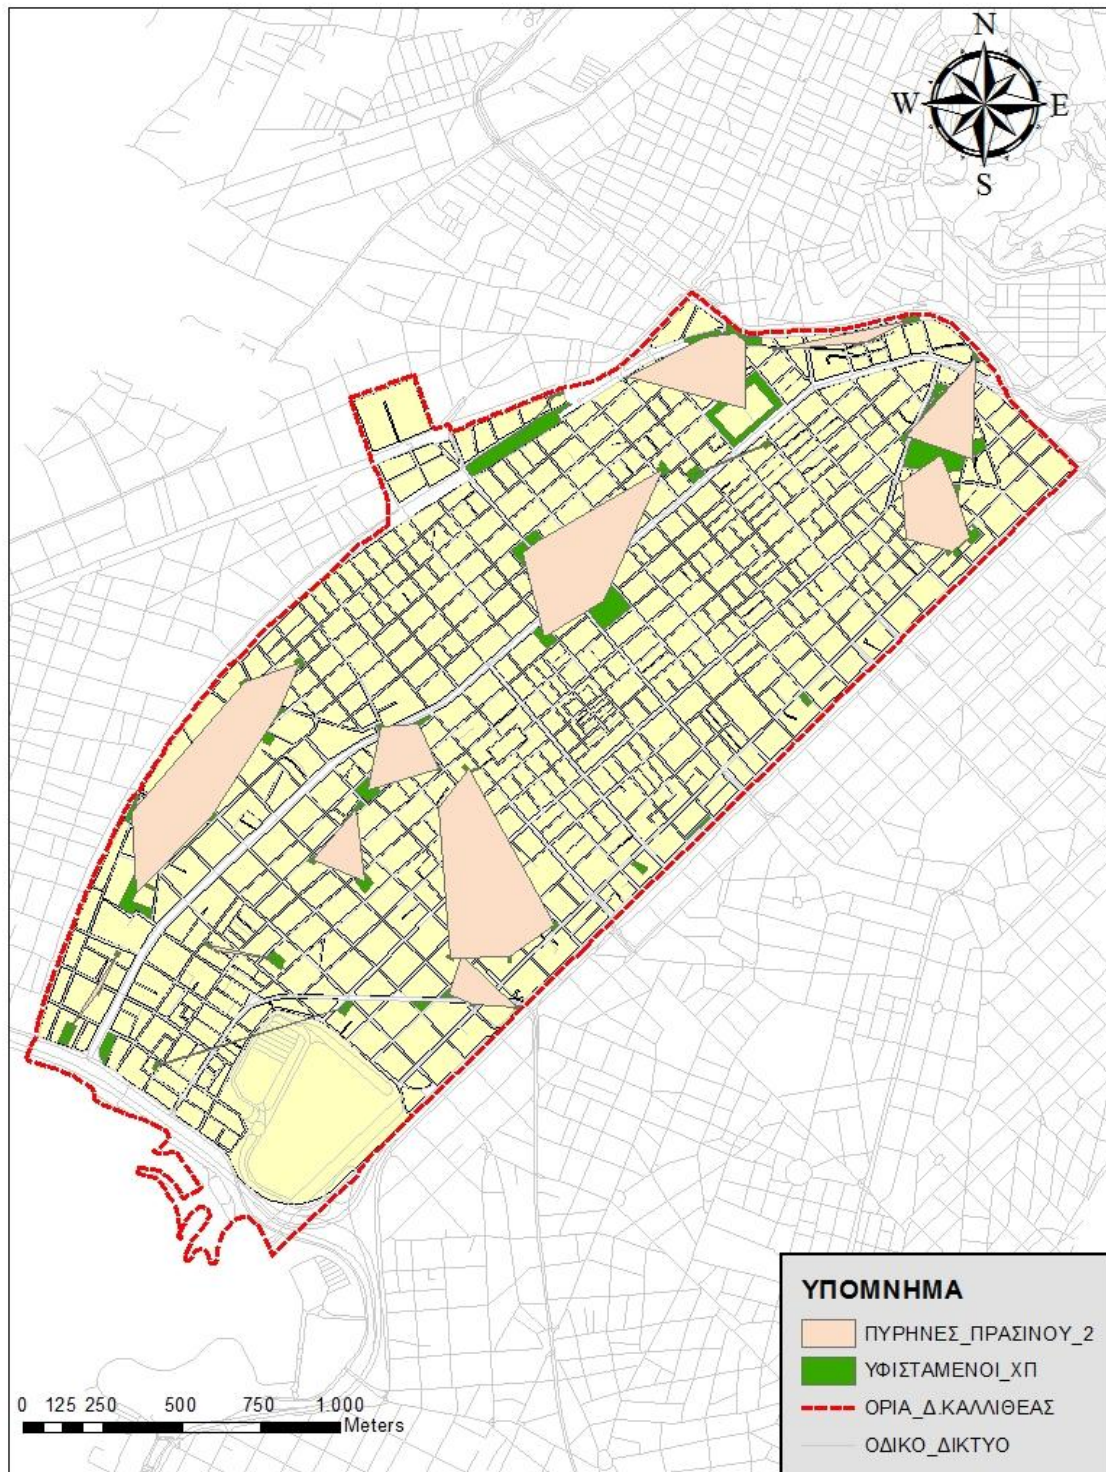 N
W E
S
ΥΠΟΜΝΗΜΑ
ΠΥΡΗΝΕΣ_ΠΡΑΣΙΝΟΥ_2
ΥΦΙΣΤΑΜΕΝΟΙ_ΧΠ
ΟΡΙΑ_Δ.ΚΑΛΛΙΘΕΑΣ
ΟΔΙΚΟ_ΔΙΚΤΥΟ
0 125 250 500 750 1.000
Meters